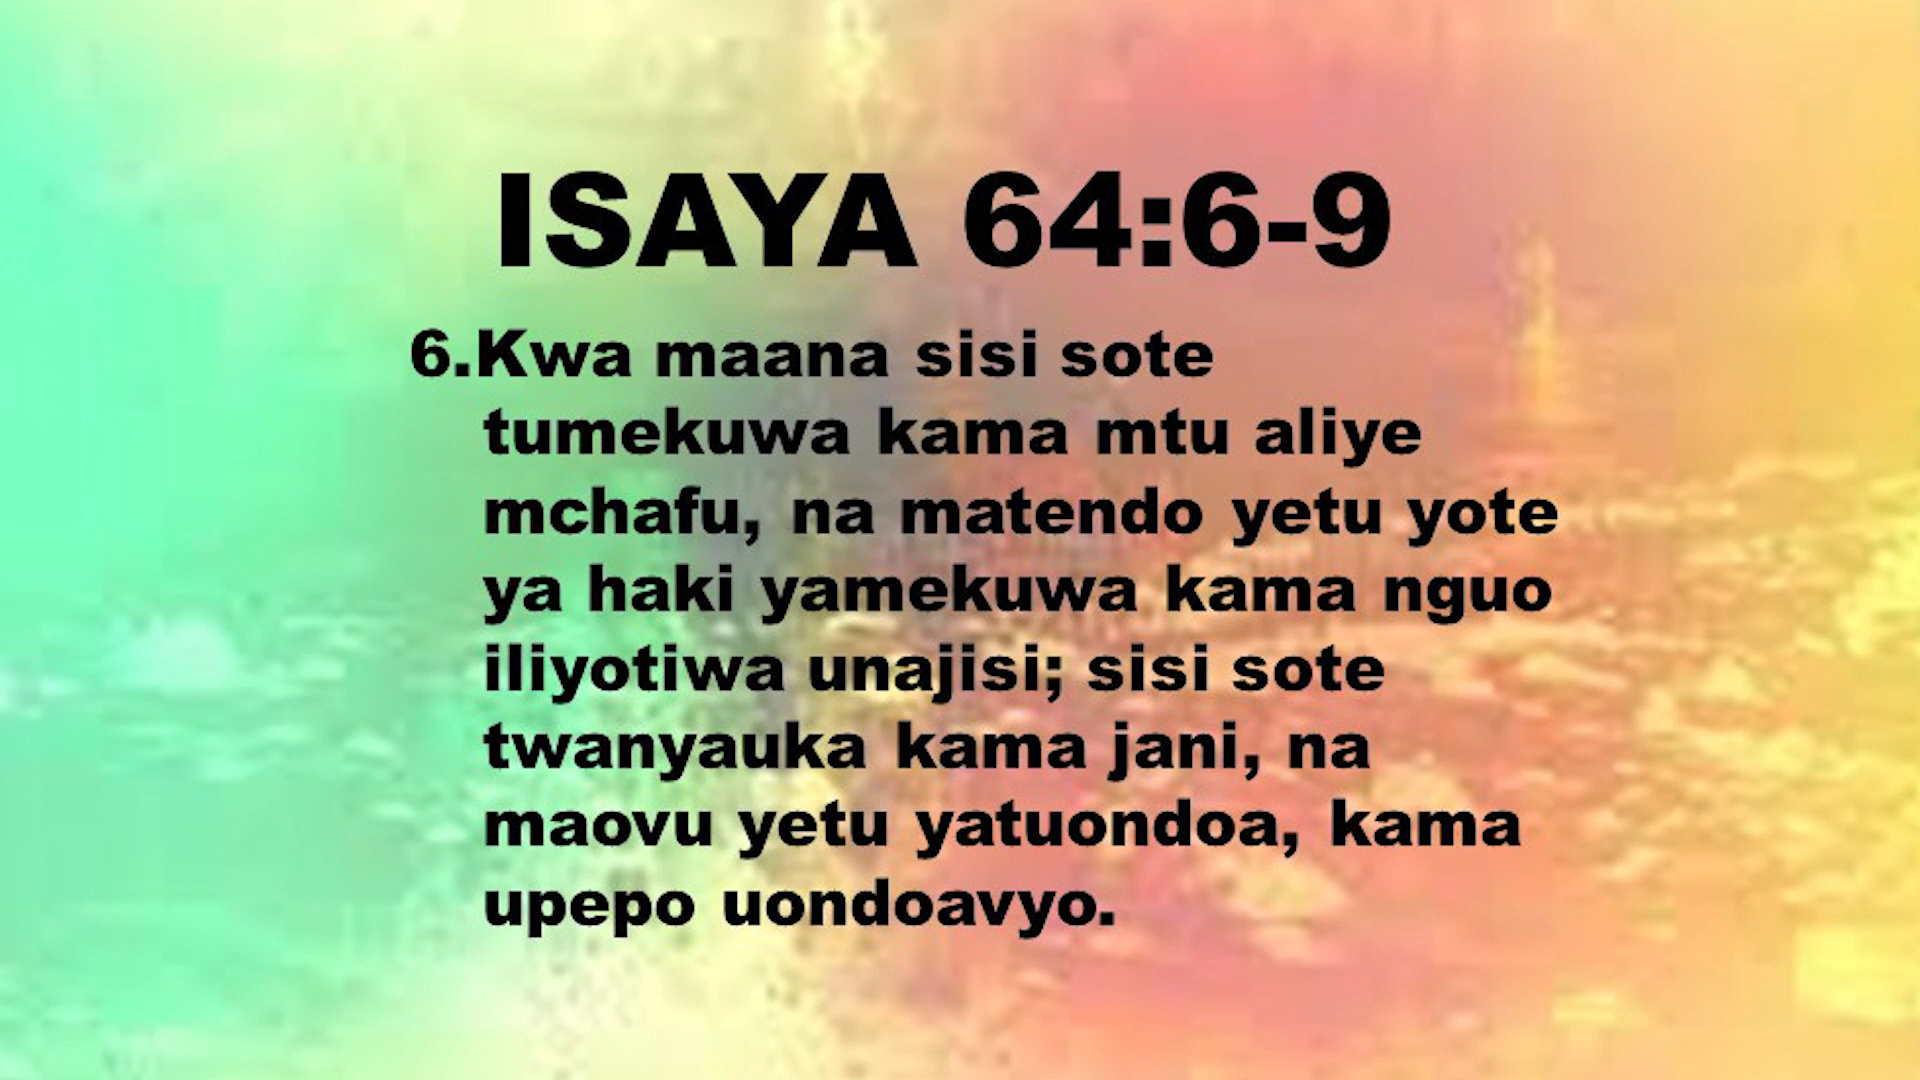 ISAYA 64:6-9
6.Kwa maana sisi sote
tumekuwa kama mtu aliye
mchafu, na matendo yetu yote
ya haki yamekuwa kama nguo
iliyotiwa unajisi; sisi sote
twanyauka kama jani, na
maovu yetu yatuondoa, kama
upepo uondoavyo.